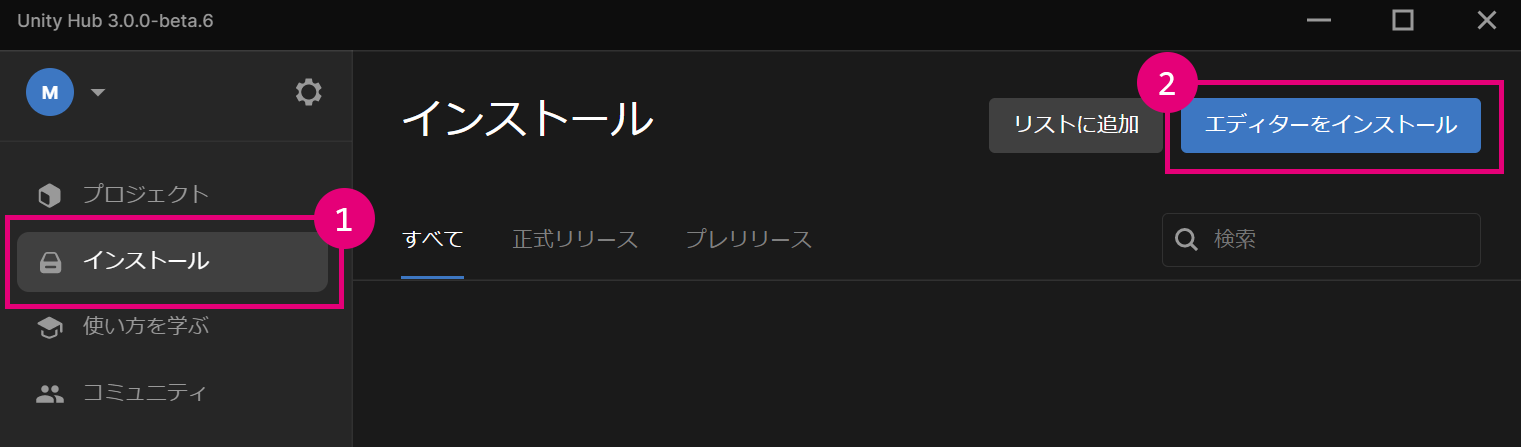 Unity Hub 3.0.0-beta.6
M
プロジェクト
1
インストール
使い方を学ぶ
コミュニティ
インストール
リストに追加
2
エディターをインストール
すべて
正式リリース
プレリリース
検索